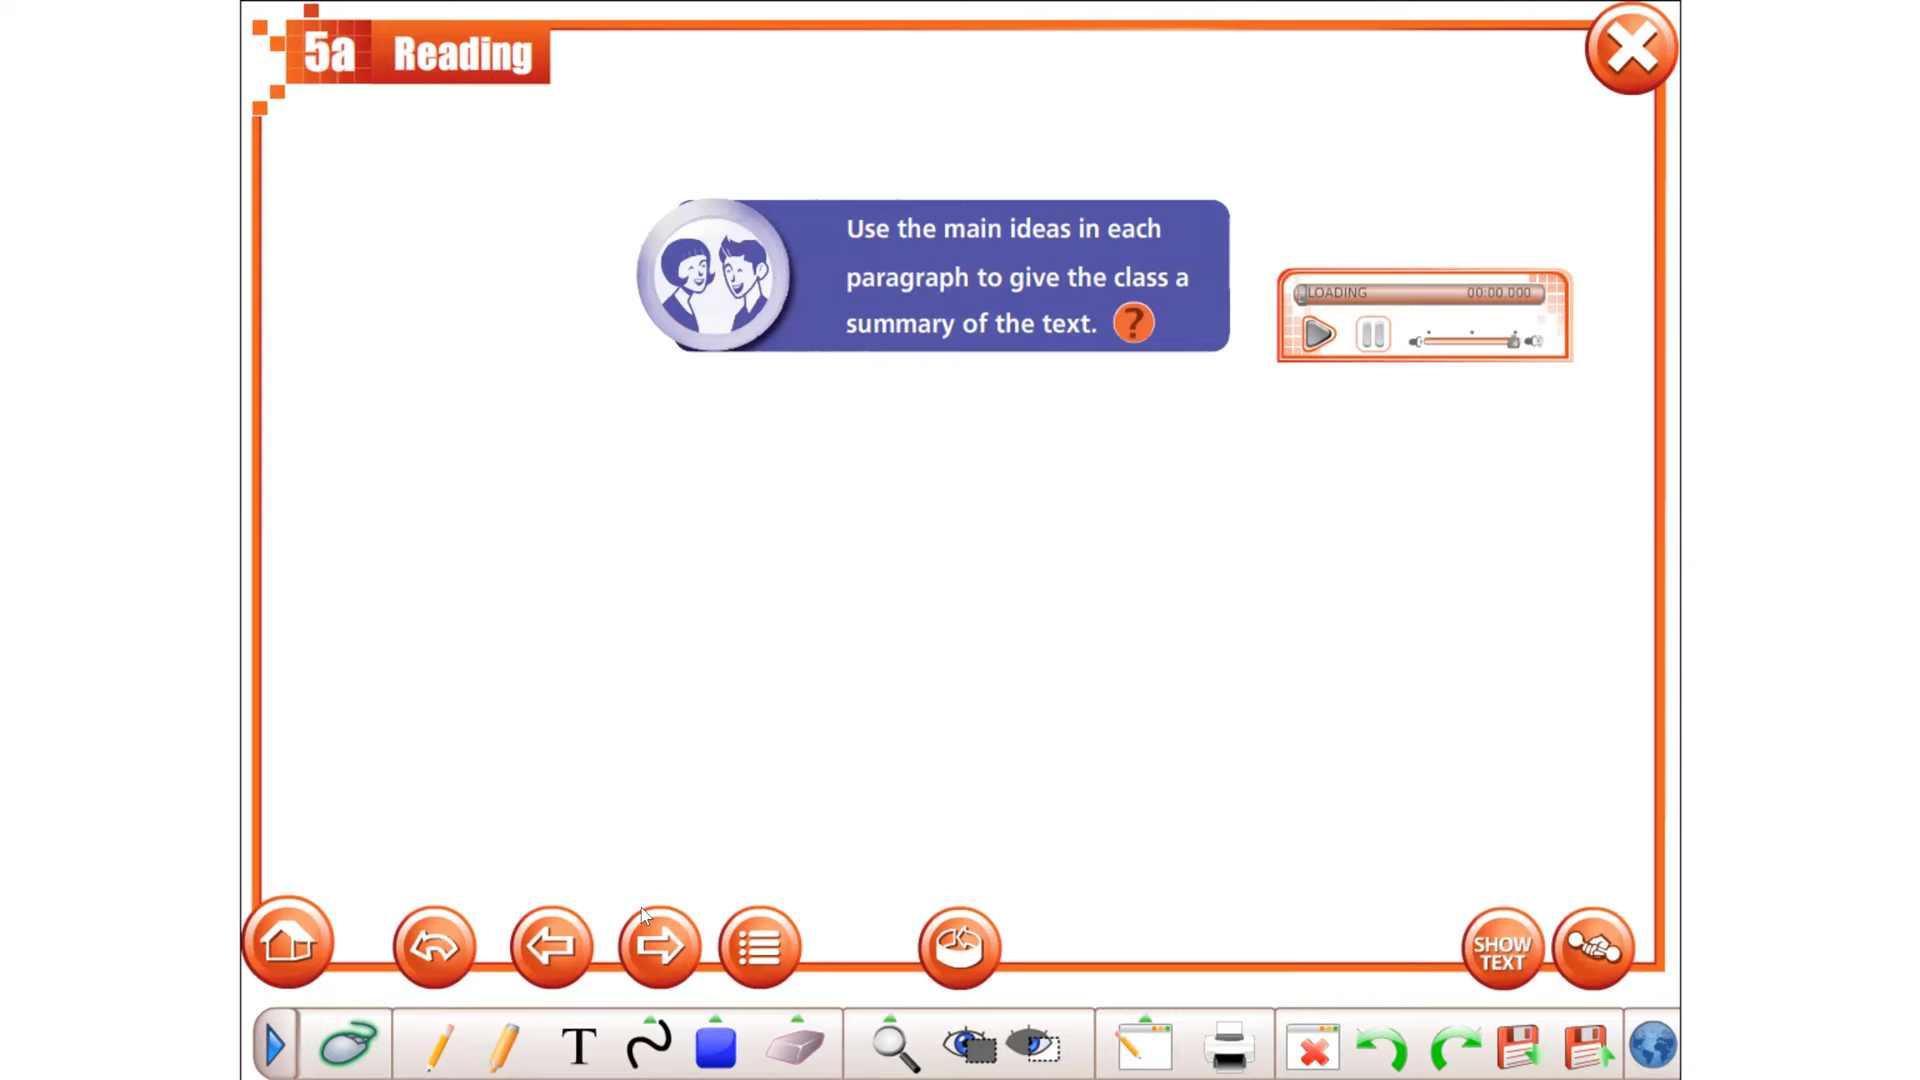 5a Reading
Use the main ideas in each
paragraph to give the class a
summary of the text. ?
LOADING 00:00.000
SHOW
TEXT
T